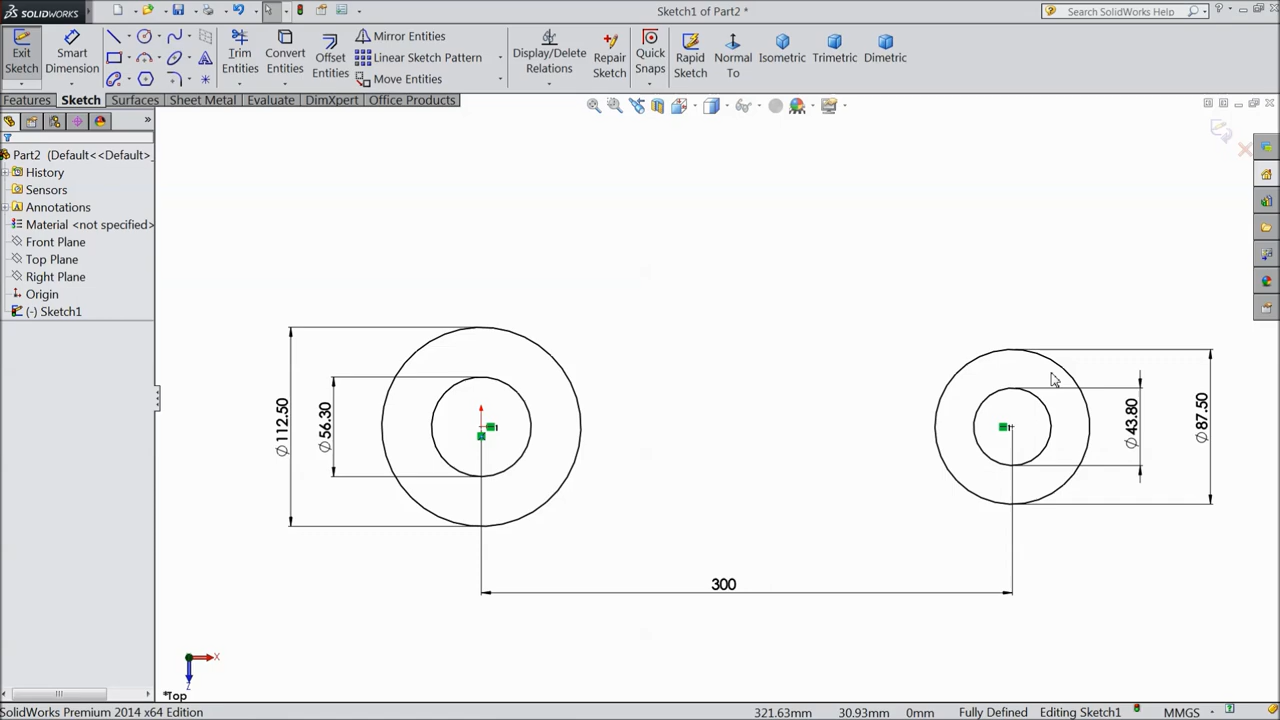 SOLIDWORKS
Sketch1 of Part2 *
Search SolidWorks Help
Exit Sketch
Smart Dimension
Trim Entities
Convert Entities
Offset Entities
Mirror Entities
Linear Sketch Pattern
Move Entities
Display/Delete Relations
Repair Sketch
Quick Snaps
Rapid Sketch
Normal To
Isometric
Trimetric
Dimetric
Features
Sketch
Surfaces
Sheet Metal
Evaluate
DimXpert
Office Products
Part2 (Default<<Default>_
History
Sensors
Annotations
Material <not specified>
Front Plane
Top Plane
Right Plane
Origin
(-) Sketch1
∅112.50
∅56.30
∅43.80
∅87.50
300
X
Z
*Top
SolidWorks Premium 2014 x64 Edition
321.63mm 30.93mm 0mm Fully Defined Editing Sketch1 MMGS